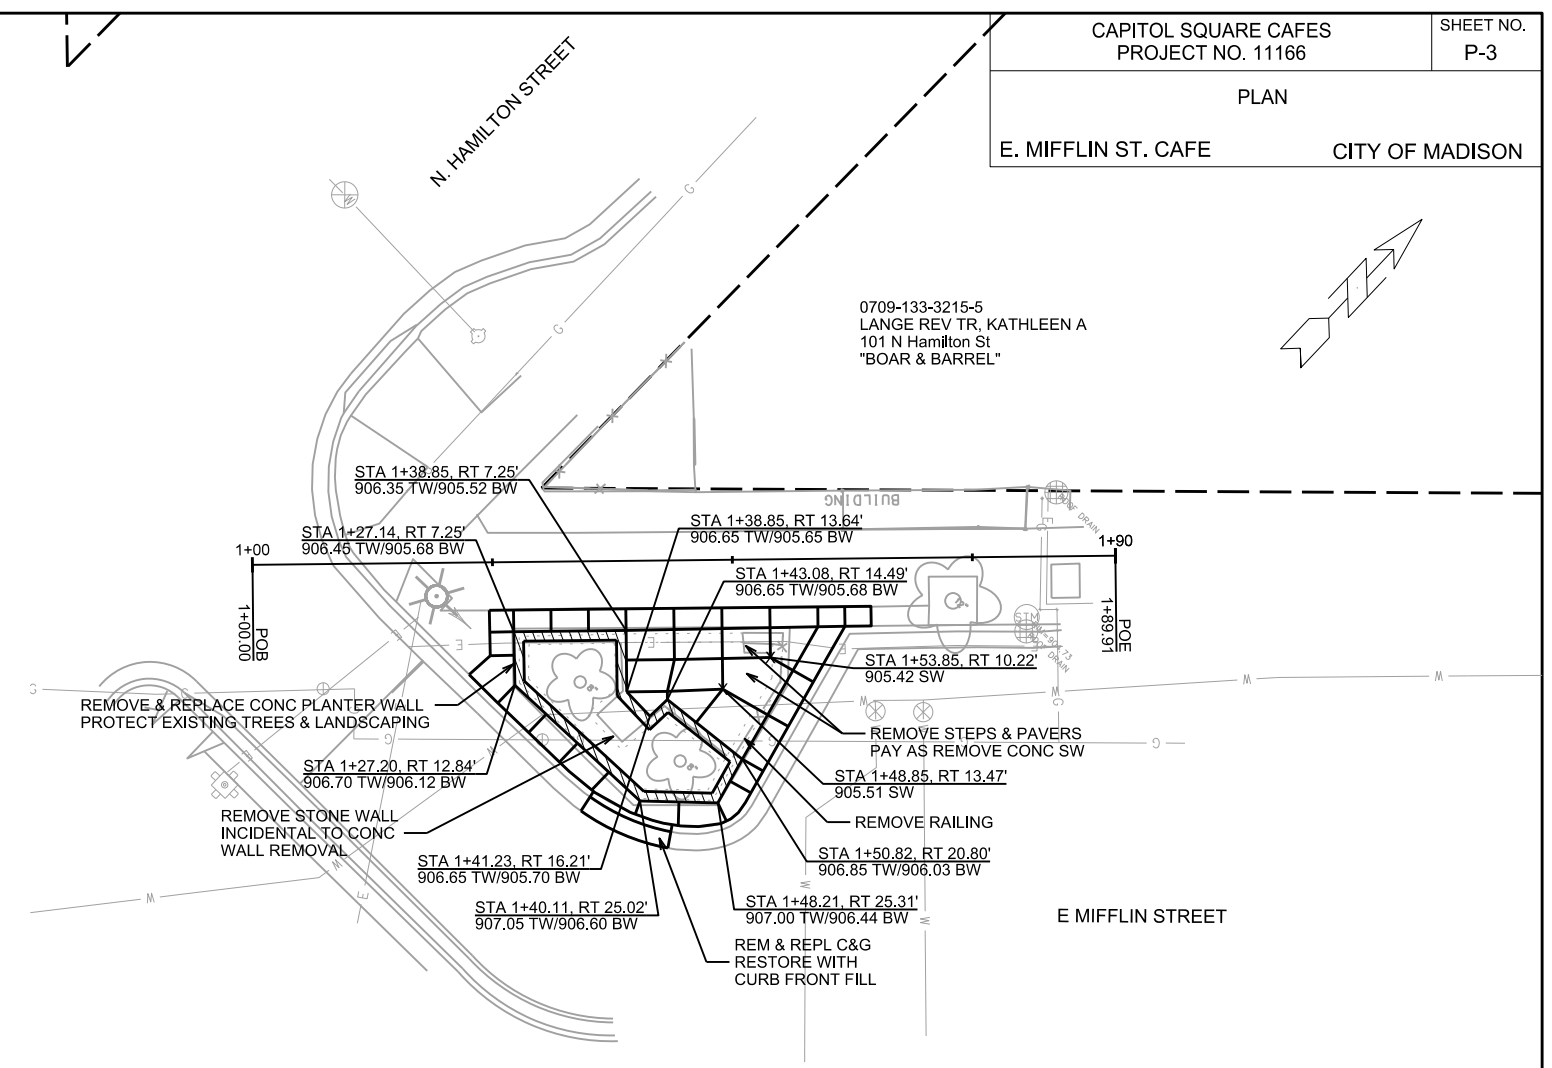 CAPITOL SQUARE CAFES
PROJECT NO. 11166
SHEET NO.
P-3
PLAN
E. MIFFLIN ST. CAFE
CITY OF MADISON
N. HAMILTON STREET
0709-133-3215-5
LANGE REV TR, KATHLEEN A
101 N Hamilton St
"BOAR & BARREL"
STA 1+38.85, RT 7.25'
906.35 TW/905.52 BW
BUILDING
ROOF DRAIN
STA 1+27.14, RT 7.25'
906.45 TW/905.68 BW
STA 1+38.85, RT 13.64'
906.65 TW/905.65 BW
1+00
1+90
STA 1+43.08, RT 14.49'
906.65 TW/905.68 BW
POB
1+00.00
POE
1+89.91
STM
STA 1+53.85, RT 10.22'
905.42 SW
REMOVE & REPLACE CONC PLANTER WALL
PROTECT EXISTING TREES & LANDSCAPING
REMOVE STEPS & PAVERS
PAY AS REMOVE CONC SW
STA 1+27.20, RT 12.84'
906.70 TW/906.12 BW
STA 1+48.85, RT 13.47'
905.51 SW
REMOVE STONE WALL
INCIDENTAL TO CONC
WALL REMOVAL
REMOVE RAILING
STA 1+41.23, RT 16.21'
906.65 TW/905.70 BW
STA 1+50.82, RT 20.80'
906.85 TW/906.03 BW
STA 1+40.11, RT 25.02'
907.05 TW/906.60 BW
STA 1+48.21, RT 25.31'
907.00 TW/906.44 BW
E MIFFLIN STREET
REM & REPL C&G
RESTORE WITH
CURB FRONT FILL